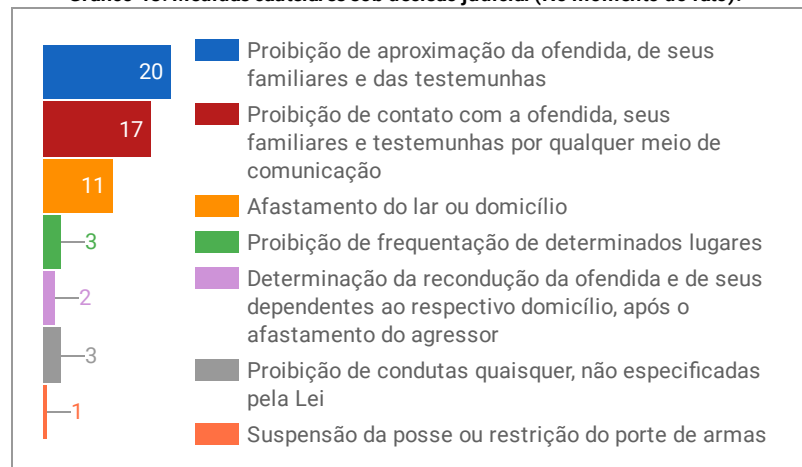 20
17
11
3
2
3
1
Proibição de aproximação da ofendida, de seus
familiares e das testemunhas
Proibição de contato com a ofendida, seus
familiares e testemunhas por qualquer meio de
comunicação
Afastamento do lar ou domicílio
Proibição de frequentação de determinados lugares
Determinação da recondução da ofendida e de seus
dependentes ao respectivo domicílio, após o
afastamento do agressor
Proibição de condutas quaisquer, não especificadas
pela Lei
Suspensão da posse ou restrição do porte de armas